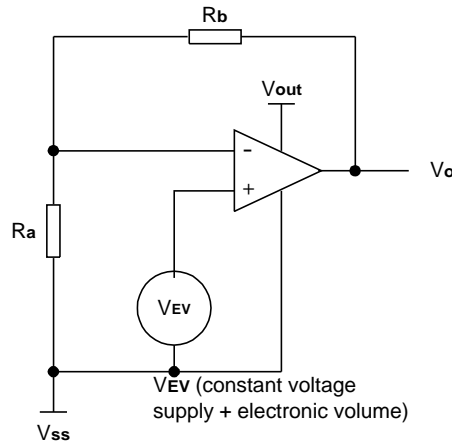 Rb
Vout
-
+
Vo
Ra
VEV
VEV (constant voltage
supply + electronic volume)
Vss